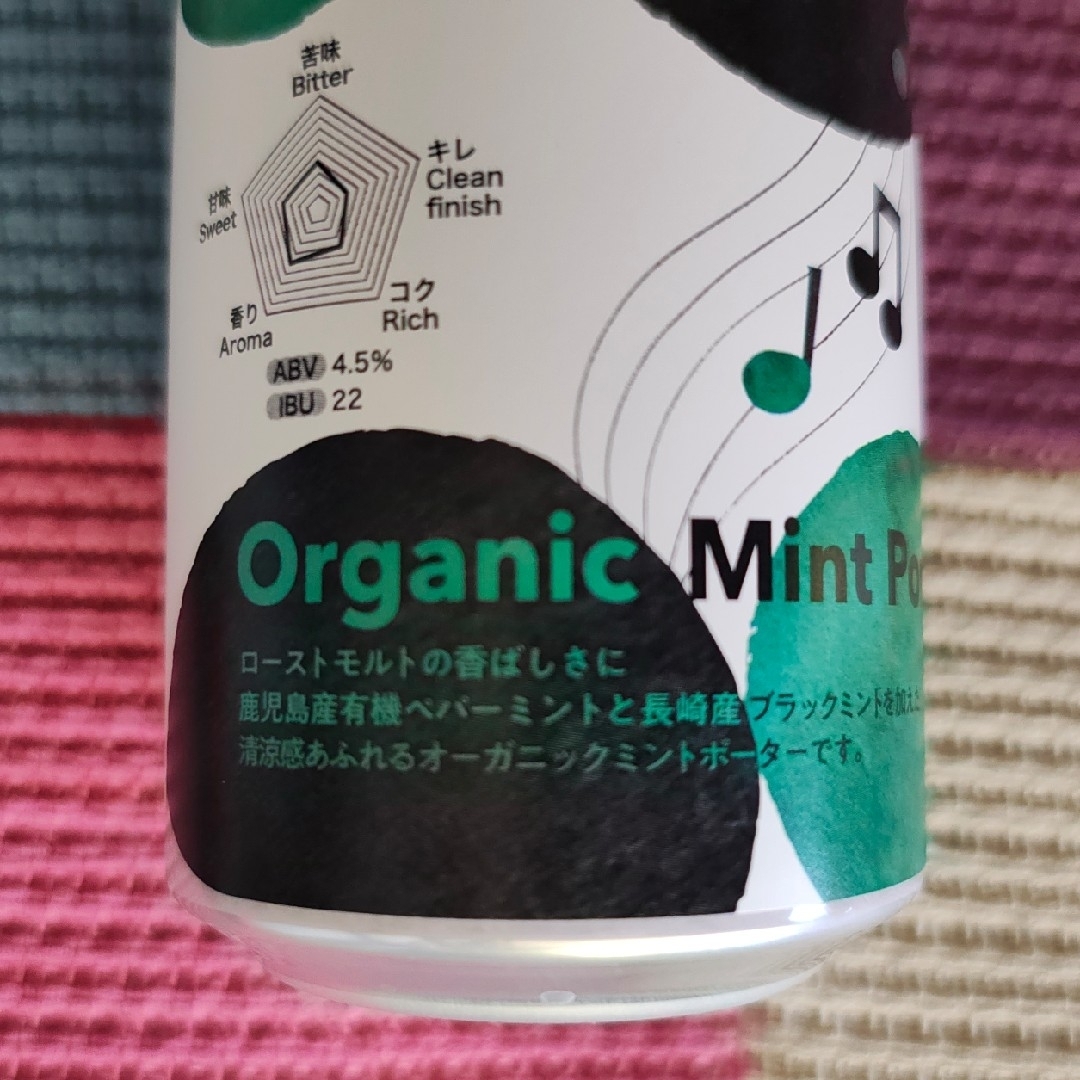 苦味
Bitter
キレ
Clean
finish
甘味
Sweet
コク
Rich
香り
Aroma
ABV 4.5%
IBU 22
Organic Mint Po
ローストモルトの香ばしさに
鹿児島産有機ペパーミントと長崎産ブラックミントを加えた
清涼感あふれるオーガニックミントポーターです。